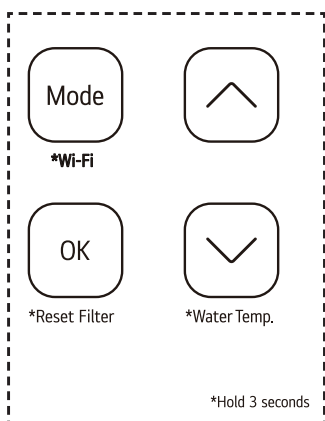 Mode
*Wi-Fi
OK
*Reset Filter
*Water Temp.
*Hold 3 seconds